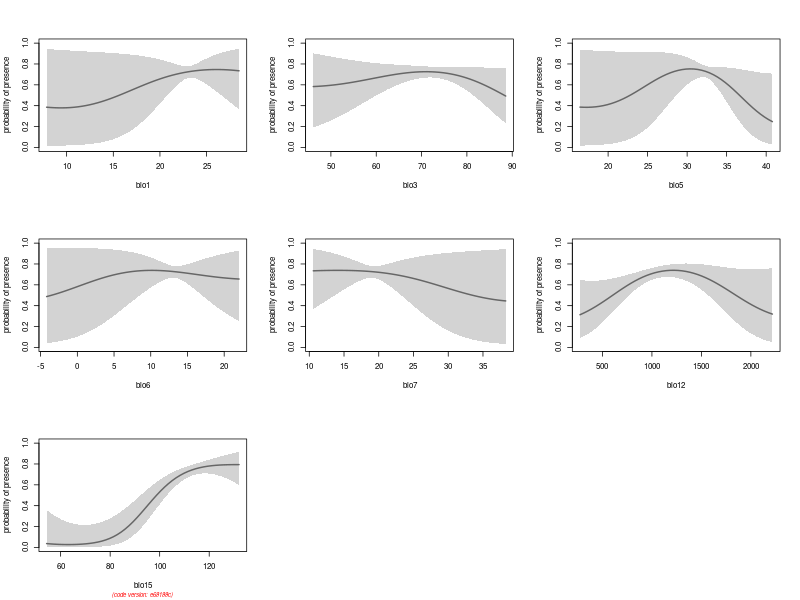 probability of presence
0.0 0.2 0.4 0.6 0.8 1.0
10 15 20 25
bio1
probability of presence
0.0 0.2 0.4 0.6 0.8 1.0
50 60 70 80 90
bio3
probability of presence
0.0 0.2 0.4 0.6 0.8 1.0
20 25 30 35 40
bio5
probability of presence
0.0 0.2 0.4 0.6 0.8 1.0
-5 0 5 10 15 20
bio6
probability of presence
0.0 0.2 0.4 0.6 0.8 1.0
10 15 20 25 30 35
bio7
probability of presence
0.0 0.2 0.4 0.6 0.8 1.0
500 1000 1500 2000
bio12
probability of presence
0.0 0.2 0.4 0.6 0.8 1.0
60 80 100 120
bio15
(code version: